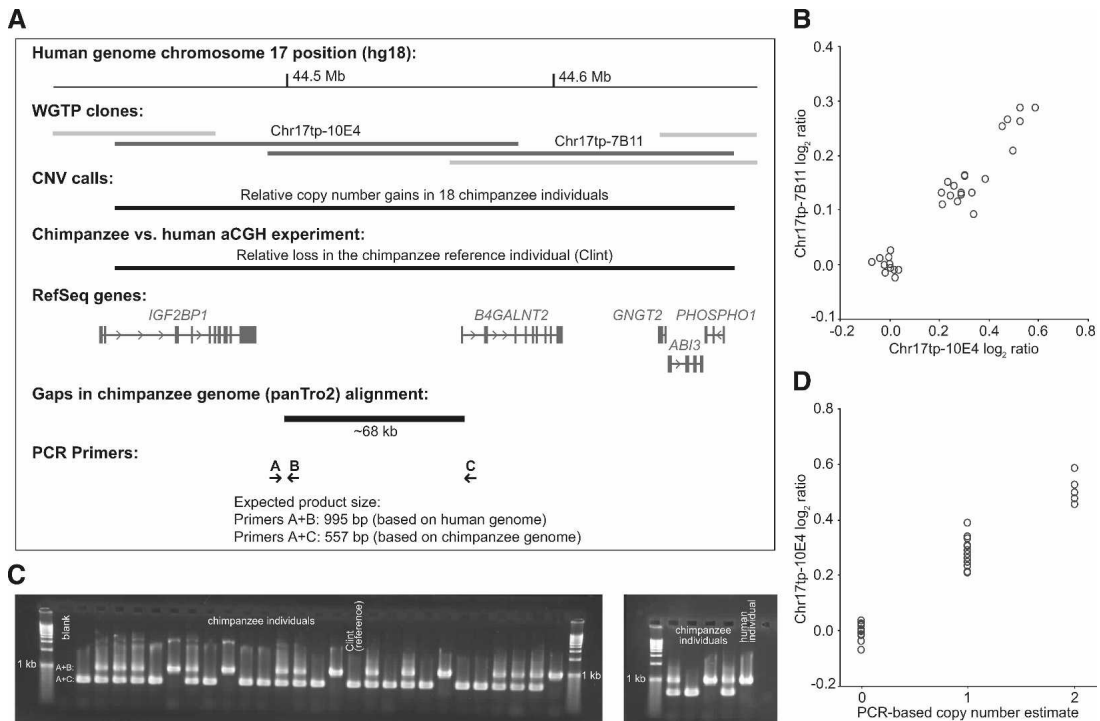 A
Human genome chromosome 17 position (hg18):
44.5 Mb
44.6 Mb
WGTP clones:
Chr17tp-10E4
Chr17tp-7B11
CNV calls:
Relative copy number gains in 18 chimpanzee individuals
Chimpanzee vs. human aCGH experiment:
Relative loss in the chimpanzee reference individual (Clint)
RefSeq genes:
IGF2BP1
B4GALNT2
GNGT2
PHOSPHO1
ABI3
Gaps in chimpanzee genome (panTro2) alignment:
~68 kb
PCR Primers:
A
B
C
Expected product size:
Primers A+B: 995 bp (based on human genome)
Primers A+C: 557 bp (based on chimpanzee genome)
B
0.4
0.3
0.2
0.1
0.0
-0.1
-0.2
0.0
0.2
0.4
0.6
0.8
Chr17tp-7B11 log2 ratio
Chr17tp-10E4 log2 ratio
C
blank
chimpanzee individuals
Clint
(reference)
1 kb
A+B:
A+C:
1 kb
chimpanzee
individuals
human
individual
1 kb
D
0.8
0.6
0.4
0.2
0.0
-0.2
0
1
2
Chr17tp-10E4 log2 ratio
PCR-based copy number estimate